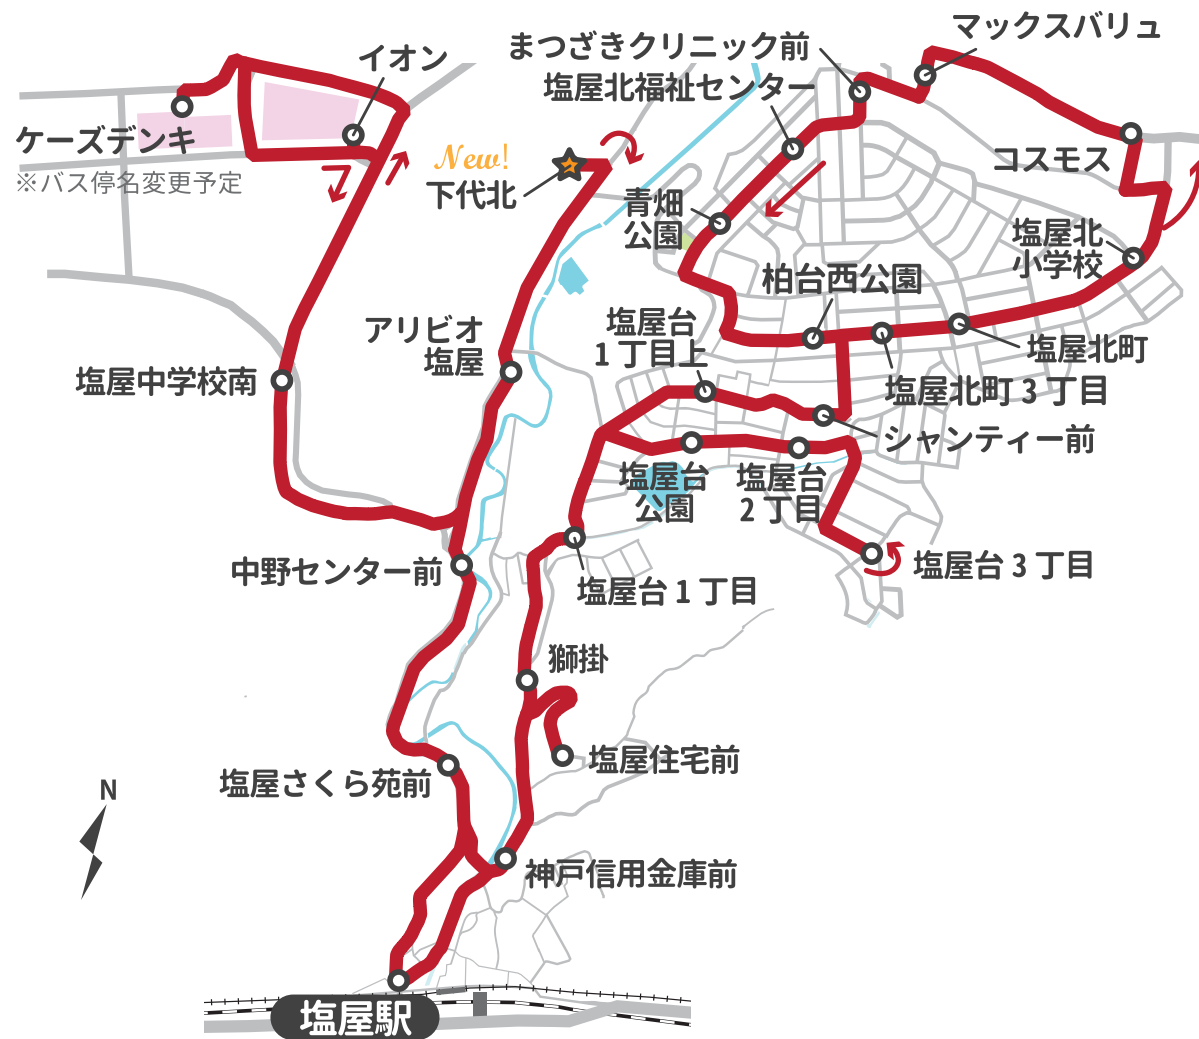 マックスバリュ
まつざきクリニック前
イオン
塩屋北福祉センター
ケーズデンキ
※バス停名変更予定
New!
下代北
コスモス
青畑
公園
塩屋北
小学校
柏台西公園
塩屋台
1丁目上
アリビオ
塩屋
塩屋北町
塩屋中学校南
塩屋北町3丁目
シャンティー前
塩屋台
公園
塩屋台
2丁目
中野センター前
塩屋台3丁目
塩屋台1丁目
獅掛
塩屋住宅前
塩屋さくら苑前
N
神戸信用金庫前
塩屋駅